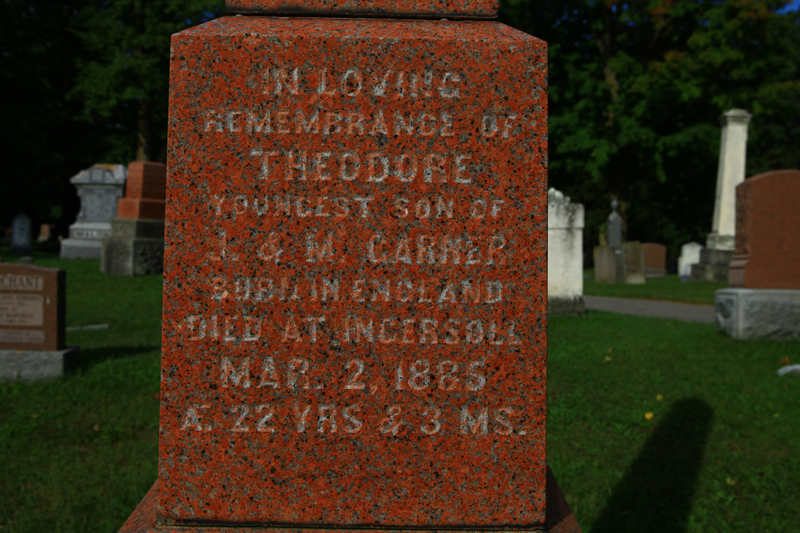 IN LOVING
REMEMBRANCE OF
THEODORE
YOUNGEST SON OF
J. & M. GARNER
BORN IN ENGLAND
DIED AT INGERSOLL
MAR. 2, 1885
Æ. 22 YRS & 3 MS.